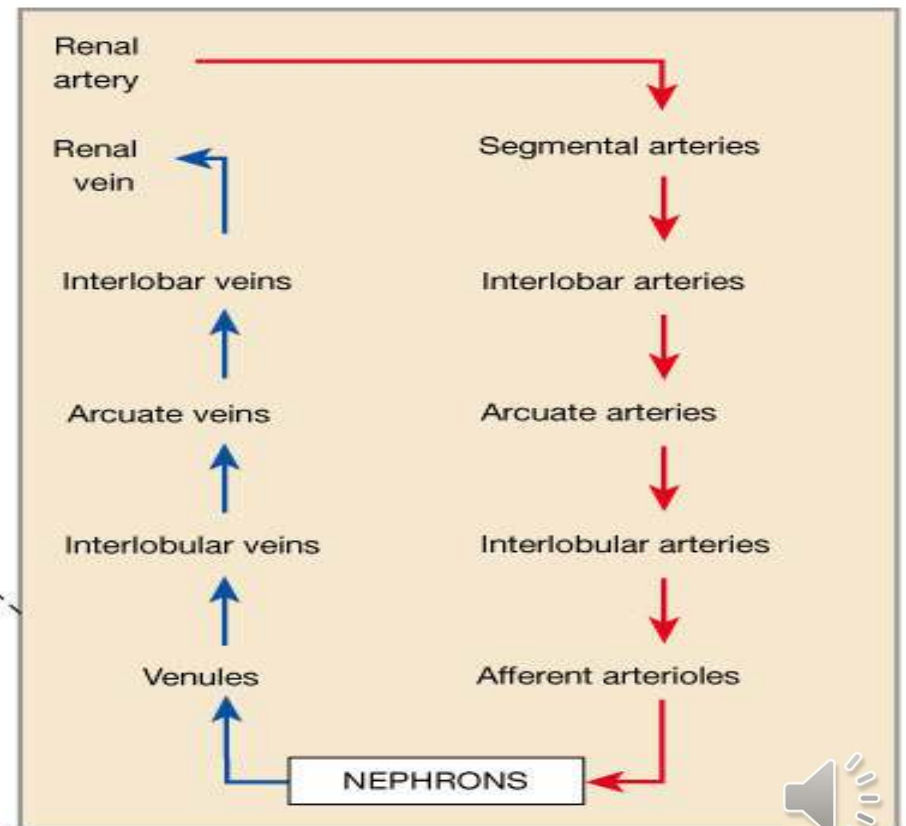 Renal
artery
Segmental arteries
Renal
vein
Interlobar veins
Interlobar arteries
Arcuate veins
Arcuate arteries
Interlobular veins
Interlobular arteries
Venules
Afferent arterioles
NEPHRONS